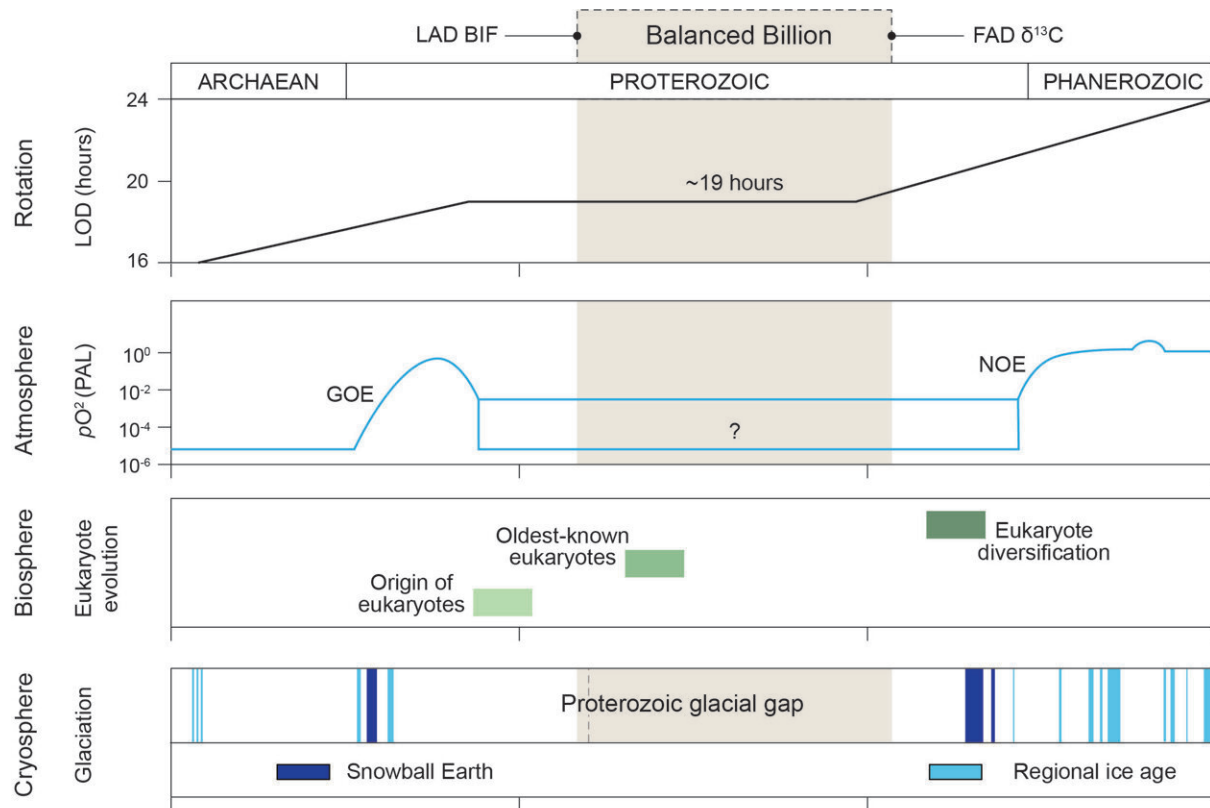 LAD BIF
Balanced Billion
FAD δ¹³C
ARCHAEAN
PROTEROZOIC
PHANEROZOIC
Rotation
LOD (hours)
24
20
16
~19 hours
Atmosphere
pO² (PAL)
10⁰
10⁻²
10⁻⁴
10⁻⁶
GOE
?
NOE
Biosphere
Eukaryote
evolution
Origin of
eukaryotes
Oldest-known
eukaryotes
Eukaryote
diversification
Cryosphere
Glaciation
Proterozoic glacial gap
Snowball Earth
Regional ice age